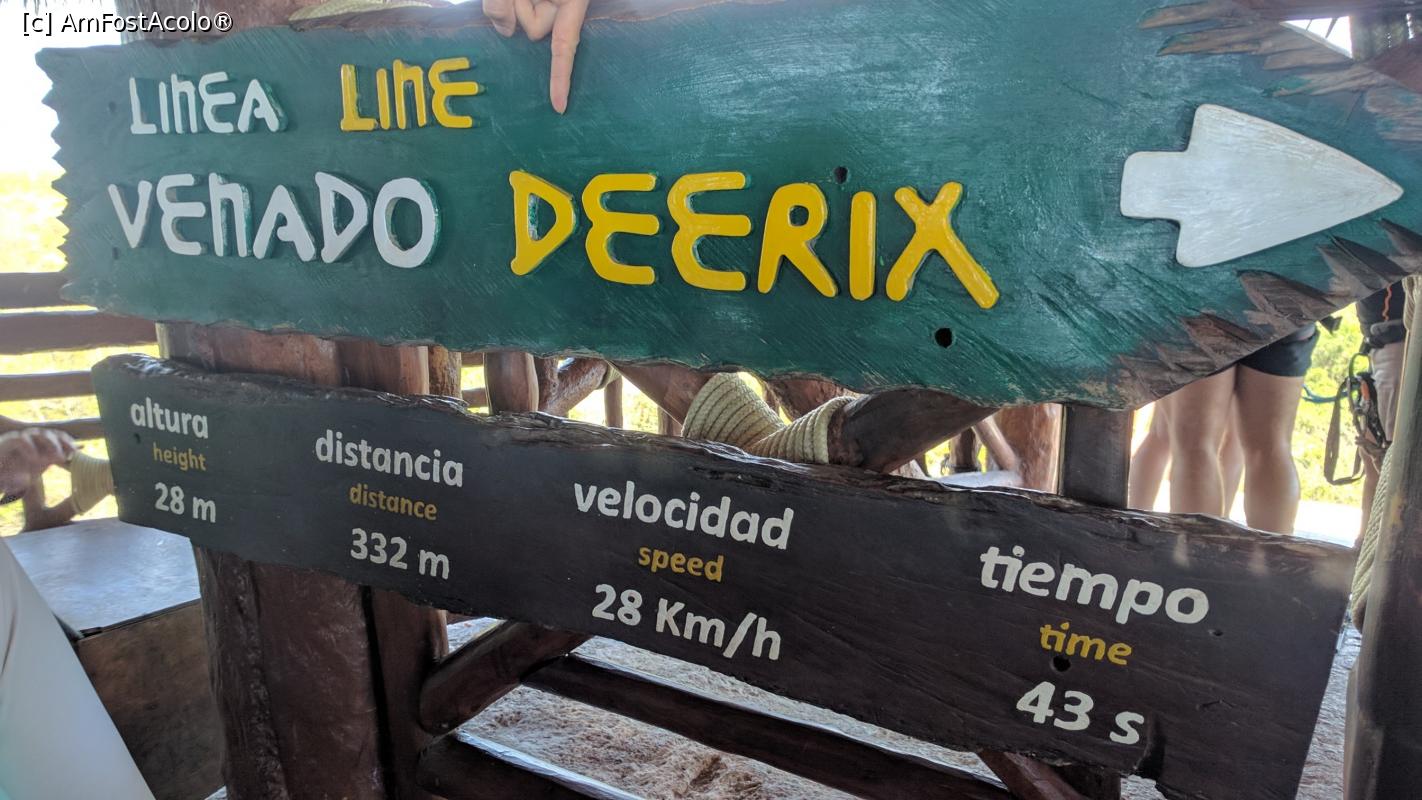 [c] AmFostAcolo®
LINEA LINE
VENADO DEERIX
altura distancia velocidad tiempo
height distance speed time
28 m 332 m 28 Km/h 43 s